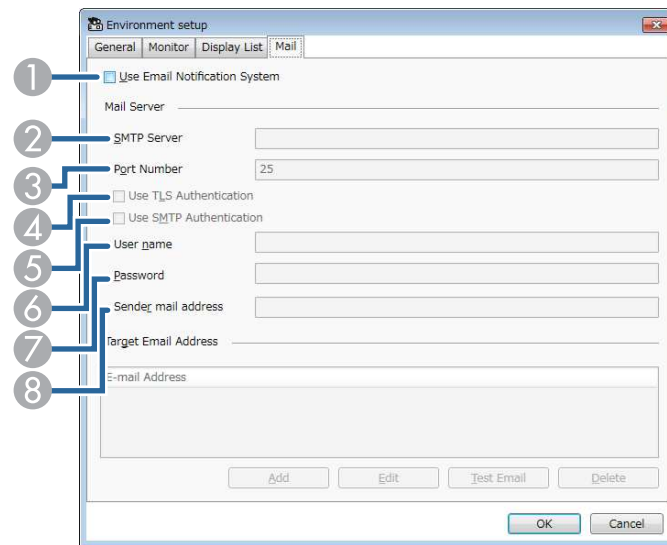 Environment setup
General Monitor Display List Mail
1 Use Email Notification System
Mail Server
2 SMTP Server
3 Port Number 25
4 Use TLS Authentication
5 Use SMTP Authentication
6 User name
7 Password
8 Sender mail address
Target Email Address
E-mail Address
Add Edit Test Email Delete
OK Cancel